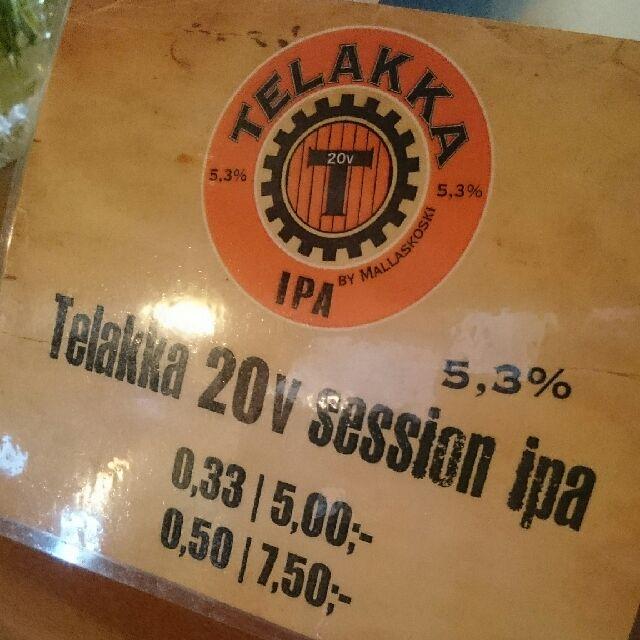 TELAKKA
5,3%
20v
5,3%
T
IPA
BY MALLASKOSKI
5,3%
Telakka 20v session ipa
0,33 | 5,00;-
0,50 | 7,50;-